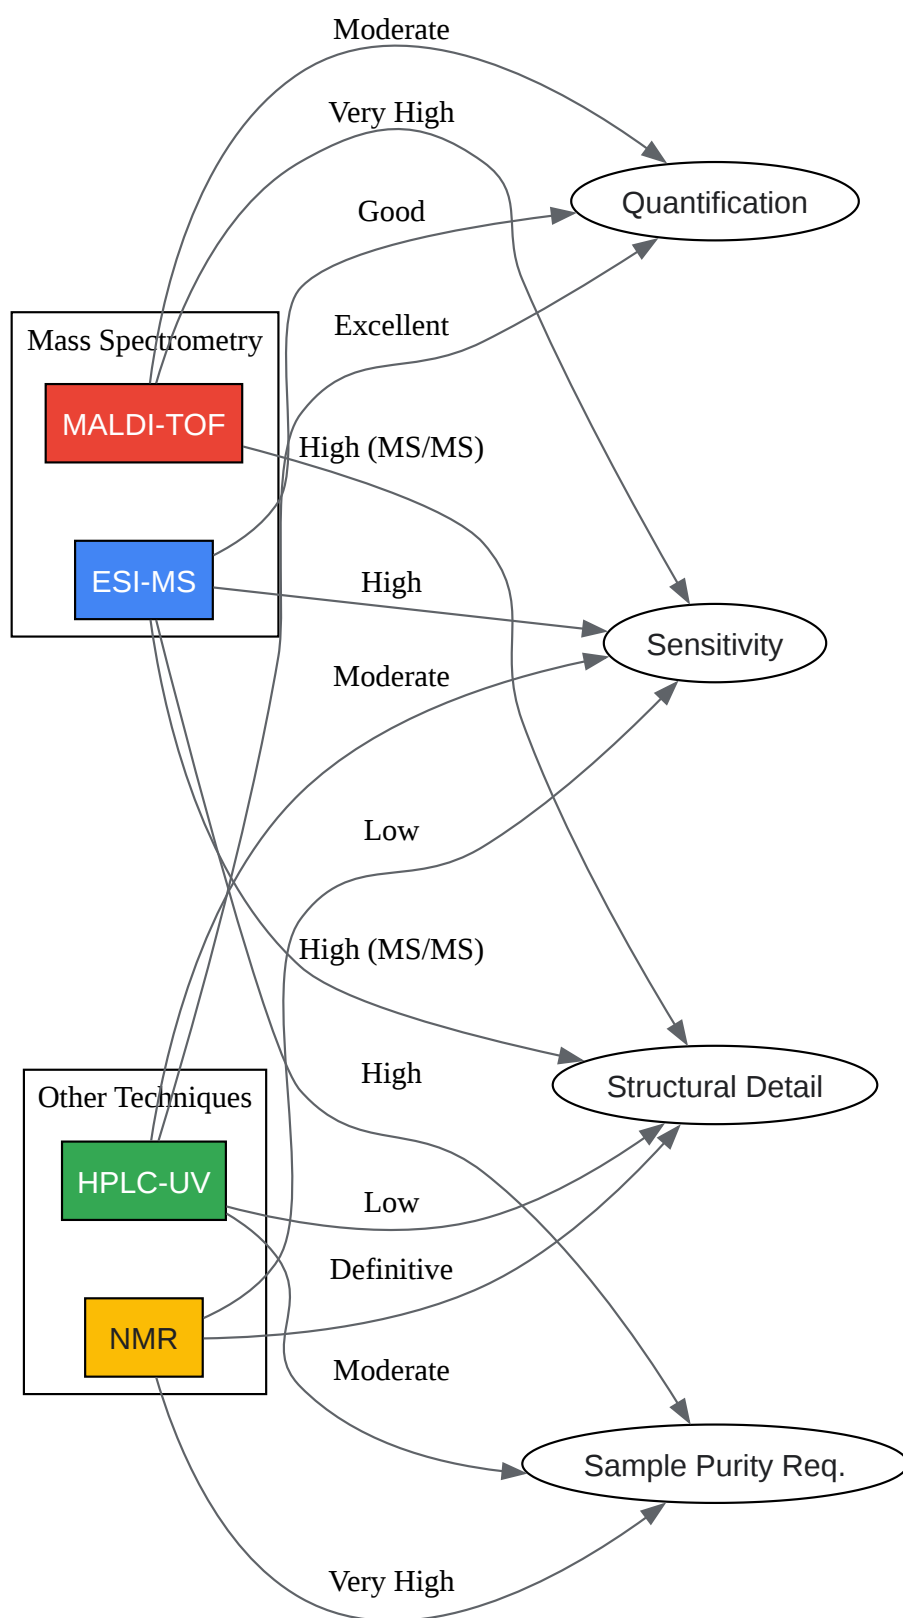 Moderate
Very High
Quantification
Good
Excellent
Mass Spectrometry
MALDI-TOF
High (MS/MS)
ESI-MS
High
Sensitivity
Moderate
Low
High (MS/MS)
High
Structural Detail
Other Techniques
HPLC-UV
Low
Definitive
NMR
Moderate
Sample Purity Req.
Very High